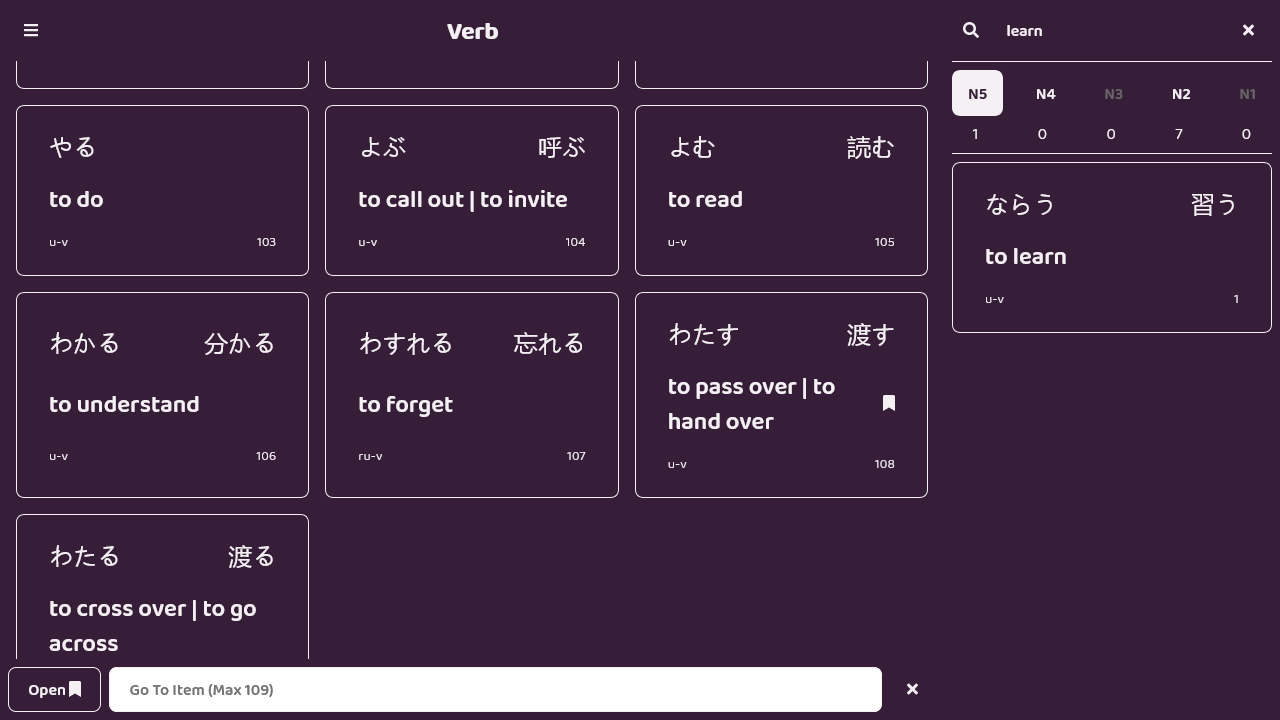 Verb
やる
to do
u-v 103
よぶ 呼ぶ
to call out | to invite
u-v 104
よむ 読む
to read
u-v 105
わかる 分かる
to understand
u-v 106
わすれる 忘れる
to forget
ru-v 107
わたす 渡す
to pass over | to
hand over
u-v 108
わたる 渡る
to cross over | to go
across
Open
Go To Item (Max 109)
learn
N5 N4 N3 N2 N1
1 0 0 7 0
ならう 習う
to learn
u-v 1